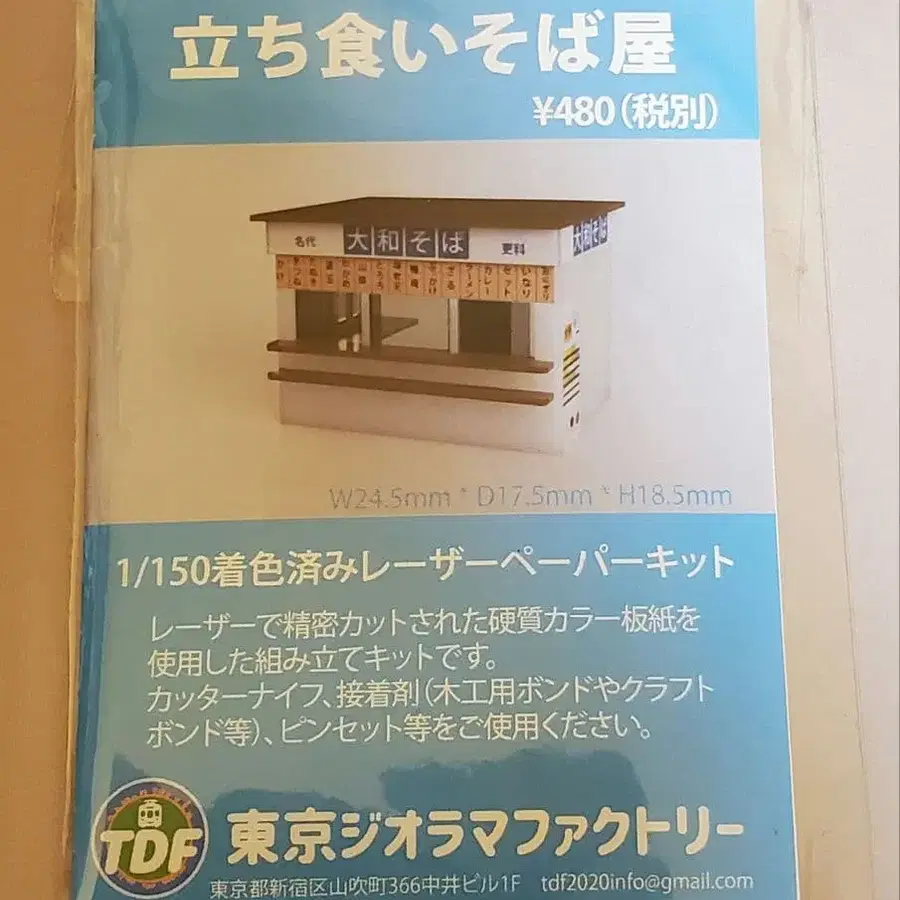 立ち食いそば屋
¥480(税別)
名代 大和そば 更科 大和そば
W24.5mm * D17.5mm * H18.5mm
1/150着色済みレーザーペーパーキット
レーザーで精密カットされた硬質カラー板紙を
使用した組み立てキットです。
カッターナイフ、接着剤(木工用ボンドやクラフト
ボンド等)、ピンセット等をご使用ください。
TDF 東京ジオラマファクトリー
東京都新宿区山吹町366中井ビル1F tdf2020info@gmail.com